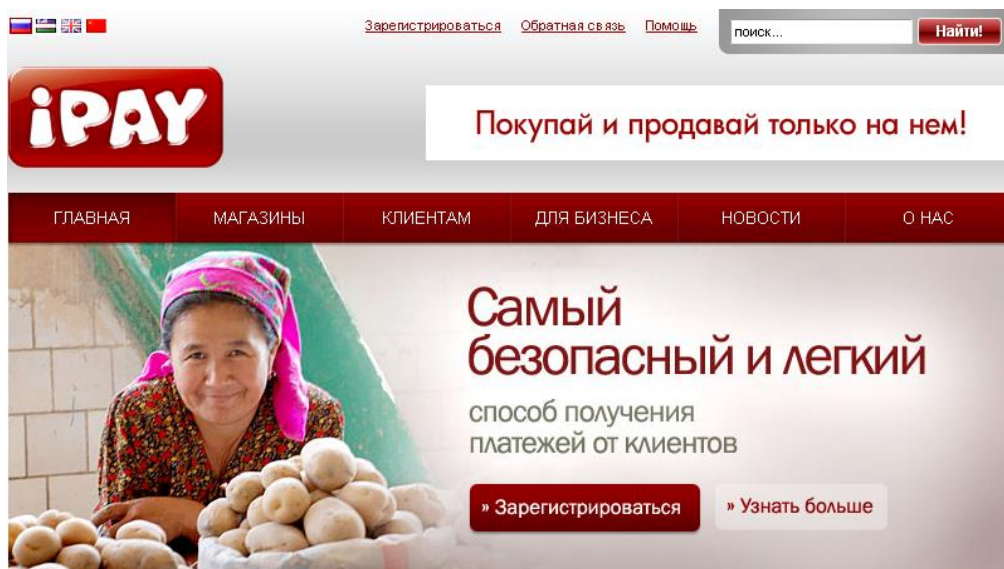 Зарегистрироваться Обратная связь Помощь поиск... Найти!
iPAY
Покупай и продавай только на нем!
ГЛАВНАЯ МАГАЗИНЫ КЛИЕНТАМ ДЛЯ БИЗНЕСА НОВОСТИ О НАС
Самый
безопасный и легкий
способ получения
платежей от клиентов
» Зарегистрироваться » Узнать больше